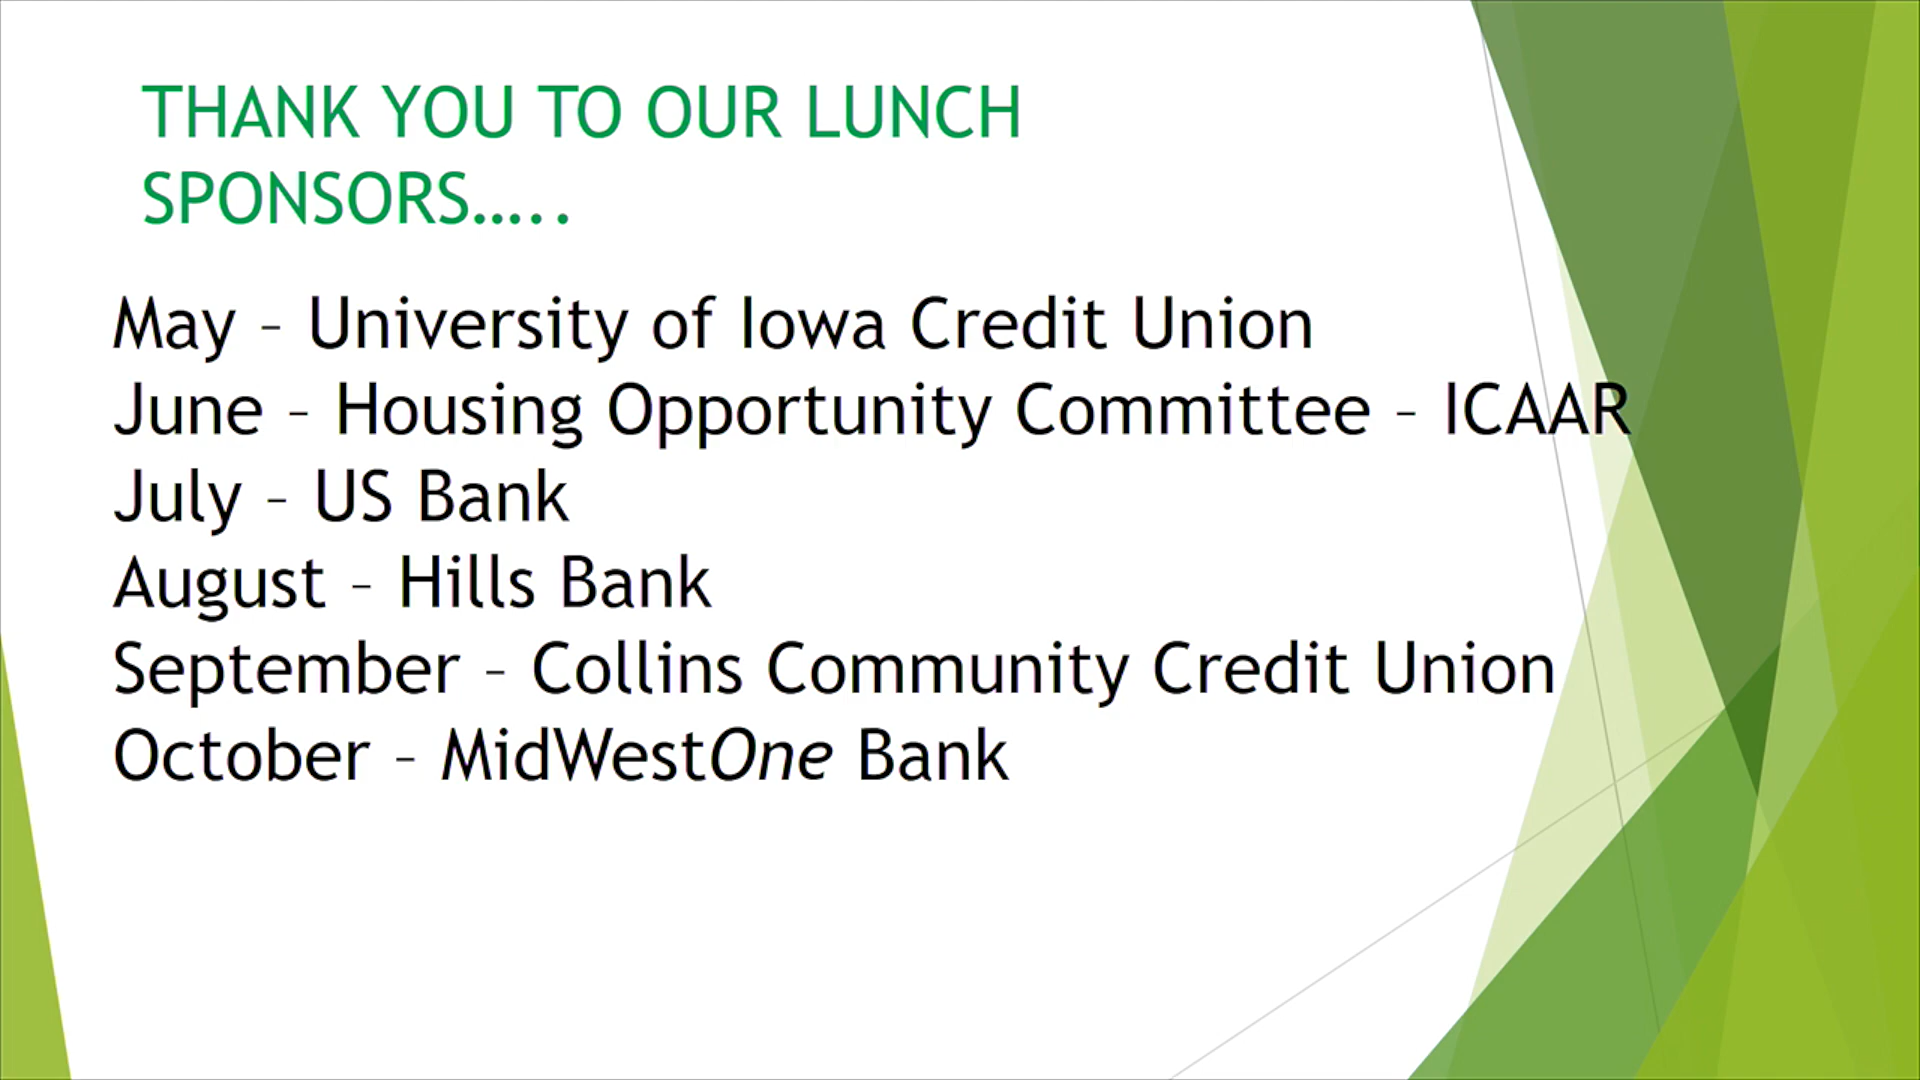 THANK YOU TO OUR LUNCH
SPONSORS…..
May – University of Iowa Credit Union
June – Housing Opportunity Committee – ICAAR
July – US Bank
August – Hills Bank
September – Collins Community Credit Union
October – MidWestOne Bank